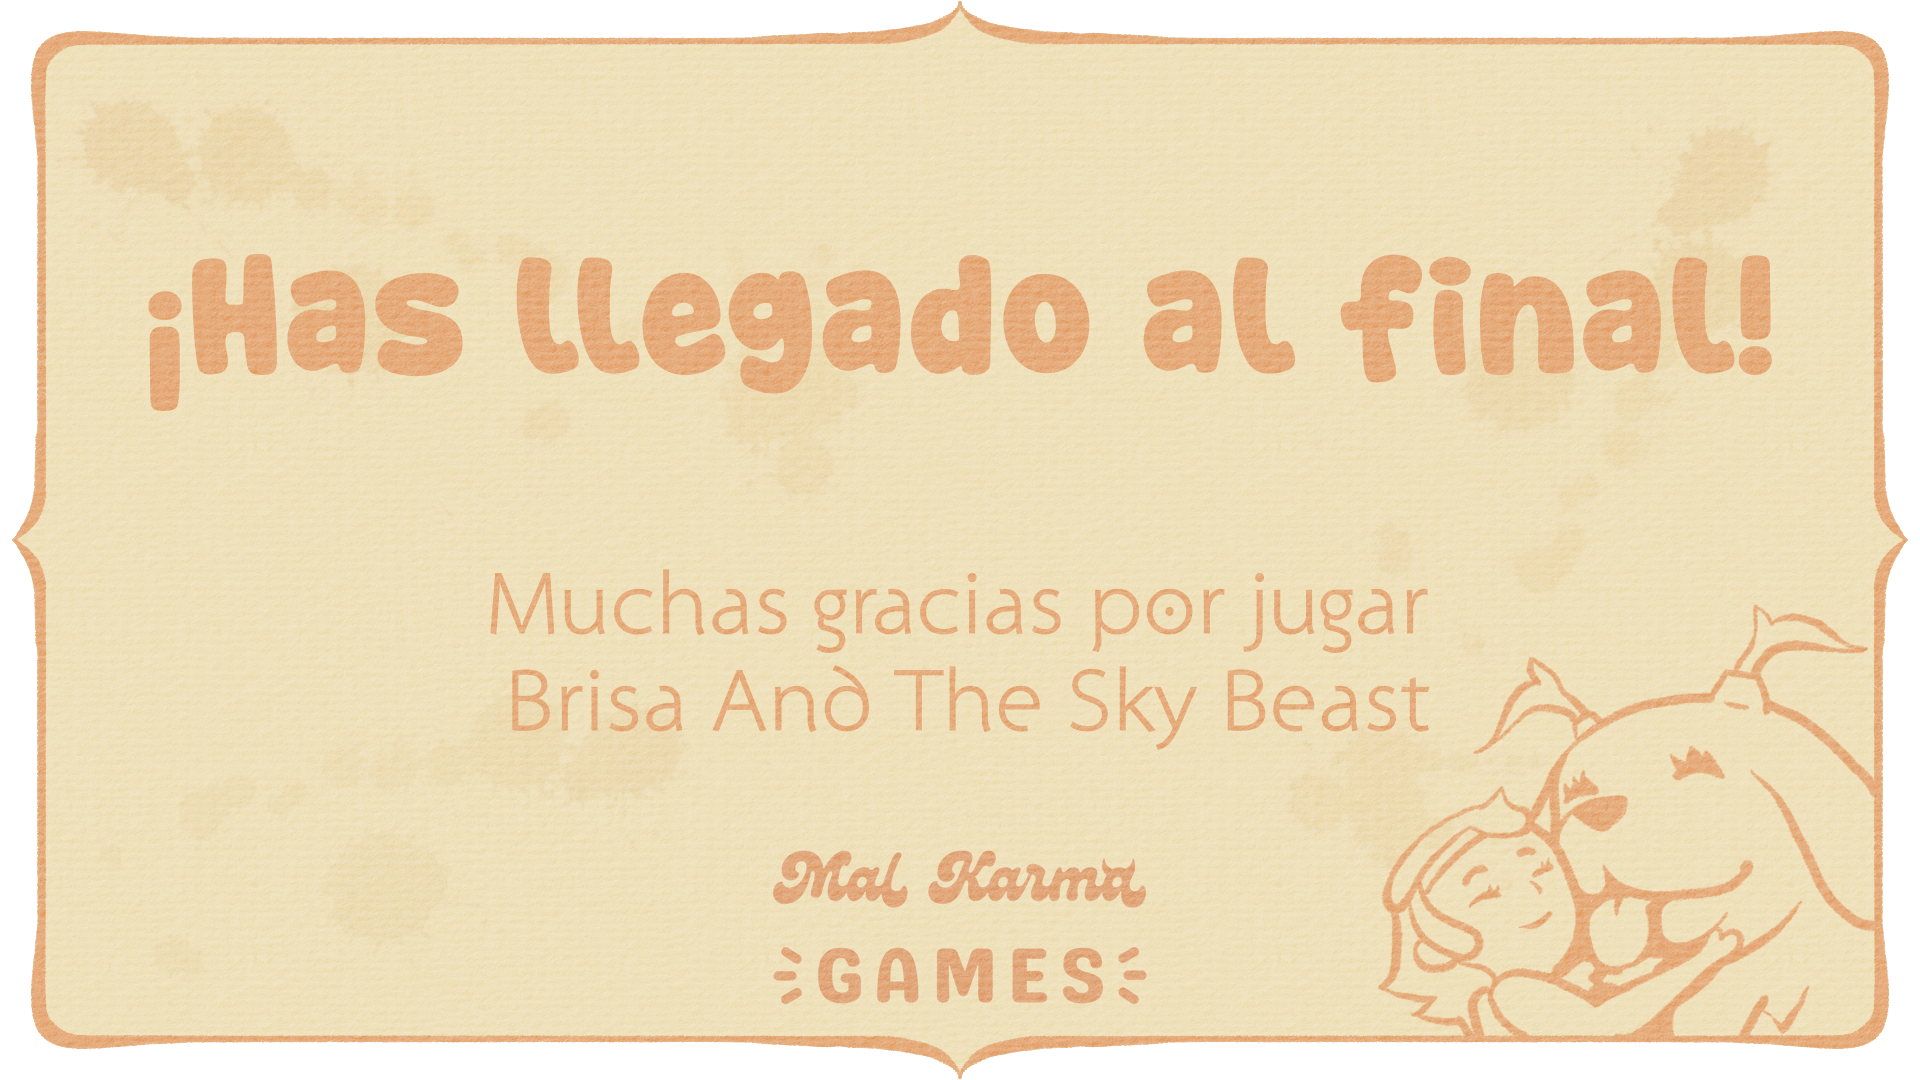 ¡Has llegado al final!
Muchas gracias por jugar
Brisa And The Sky Beast
Mal Karma
GAMES